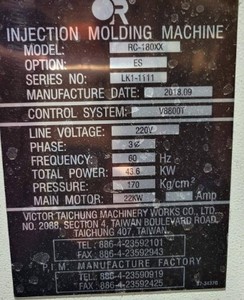 R
INJECTION MOLDING MACHINE
MODEL: RC-180XX
OPTION: ES
SERIES NO: LK1-1111
MANUFACTURE DATE: 2018.09
CONTROL SYSTEM: V8800T
LINE VOLTAGE: 220V
PHASE: 3Ø
FREQUENCY: 60 Hz
TOTAL POWER: 43.6 KW
PRESSURE: 170 Kg/cm²
MAIN MOTOR: 22KW Amp
VICTOR TAICHUNG MACHINERY WORKS CO., LTD.
NO. 2088, SECTION 4, TAIWAN BOULEVARD ROAD,
TAICHUNG 407, TAIWAN.
TEL: 886-4-23592101
FAX: 886-4-23592943
P.I.M. MANUFACTURE FACTORY
TEL: 886-4-23590919
FAX: 886-4-23592425